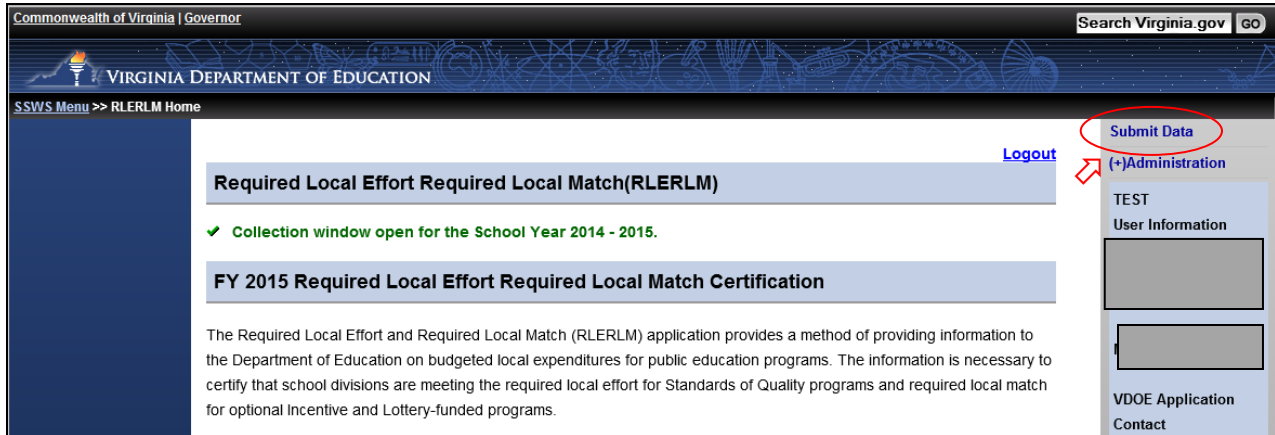 Commonwealth of Virginia | Governor
Search Virginia.gov GO
VIRGINIA DEPARTMENT OF EDUCATION
SSWS Menu >> RLERLM Home
Submit Data
Logout
(+)Administration
Required Local Effort Required Local Match(RLERLM)
TEST
User Information
Collection window open for the School Year 2014 - 2015.
FY 2015 Required Local Effort Required Local Match Certification
The Required Local Effort and Required Local Match (RLERLM) application provides a method of providing information to
the Department of Education on budgeted local expenditures for public education programs. The information is necessary to
certify that school divisions are meeting the required local effort for Standards of Quality programs and required local match
for optional Incentive and Lottery-funded programs.
VDOE Application
Contact